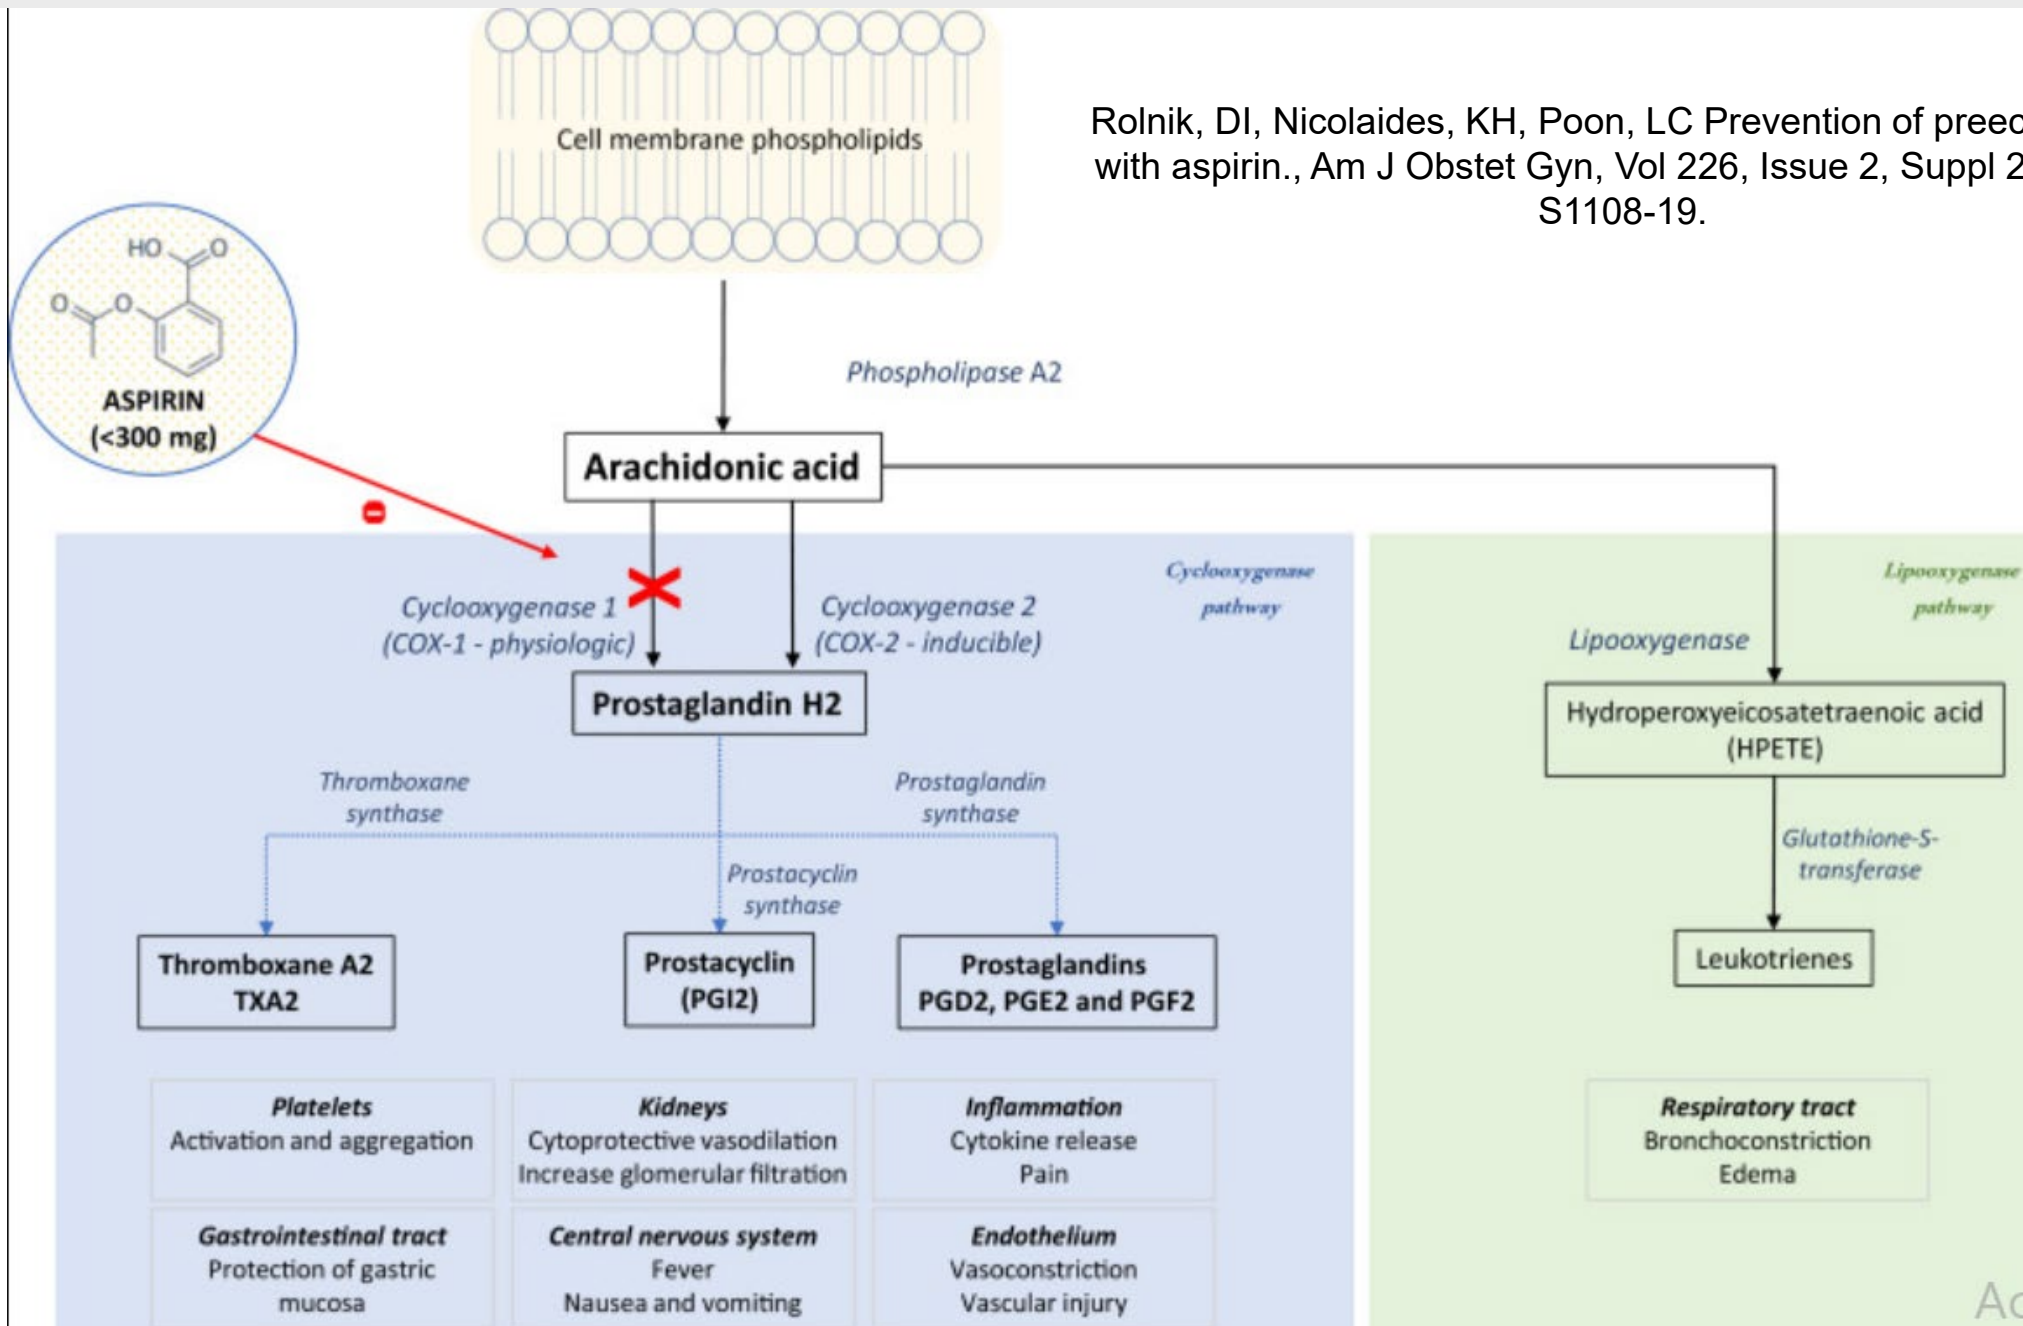 Cell membrane phospholipids
Rolnik, DI, Nicolaides, KH, Poon, LC Prevention of
with aspirin., Am J Obstet Gyn, Vol 226, Issue 2, Suppl 2
S1108-19.
HO
O
O
O
ASPIRIN
(<300 mg)
Phospholipase A2
Arachidonic acid
Cyclooxygenase
pathway
Cyclooxygenase 1
(COX-1 - physiologic)
Cyclooxygenase 2
(COX-2 - inducible)
Prostaglandin H2
Thromboxane
synthase
Prostaglandin
synthase
Prostacyclin
synthase
Thromboxane A2
TXA2
Prostacyclin
(PGI2)
Prostaglandins
PGD2, PGE2 and PGF2
Platelets
Activation and aggregation
Kidneys
Cytoprotective vasodilation
Increase glomerular filtration
Inflammation
Cytokine release
Pain
Gastrointestinal tract
Protection of gastric
mucosa
Central nervous system
Fever
Nausea and vomiting
Endothelium
Vasoconstriction
Vascular injury
Lipooxygenase
pathway
Lipooxygenase
Hydroperoxyeicosatetraenoic acid
(HPETE)
Glutathione-S-
transferase
Leukotrienes
Respiratory tract
Bronchoconstriction
Edema